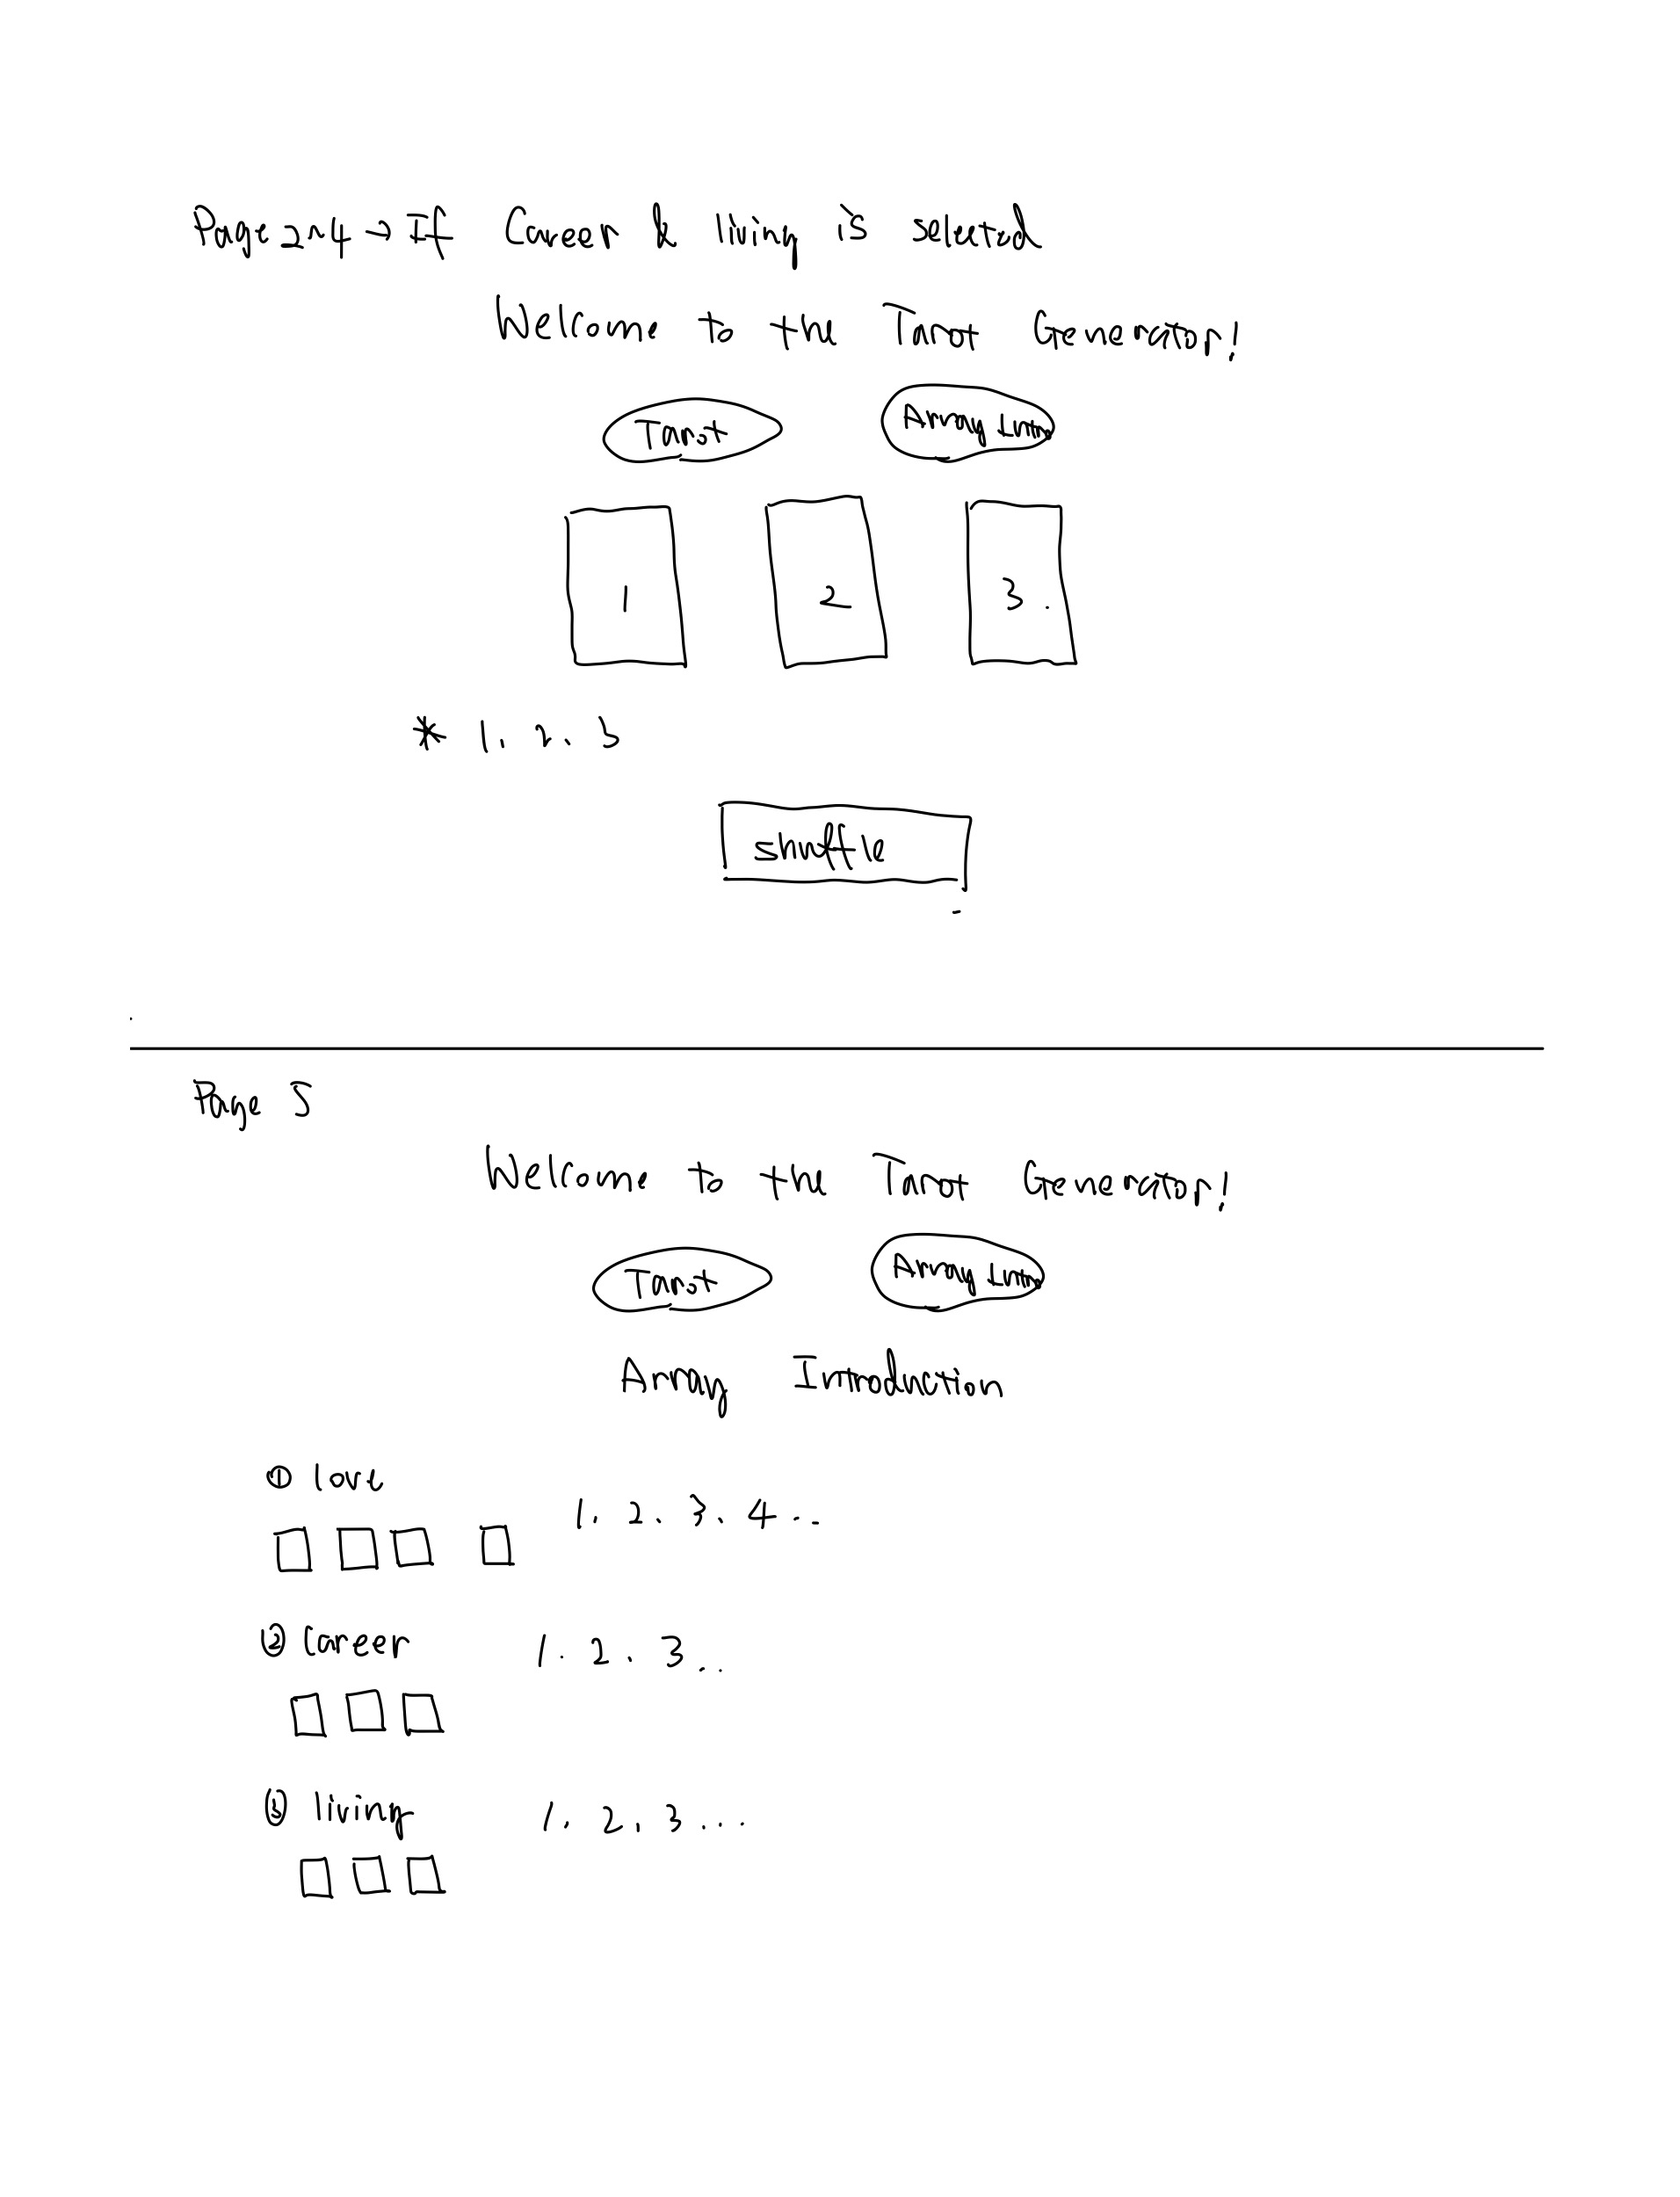 Page 2~4 → If Career & living is selected
Welcome to the Tarot Generator!
Tarot Array Intro
1 2 3.
* 1. 2. 3
shuffle
Page 5
Welcome to the Tarot Generator!
Tarot Array Intro
Array Introduction
① love
1. 2. 3. 4...
② Career 1. 2. 3...
③ living 1. 2. 3...